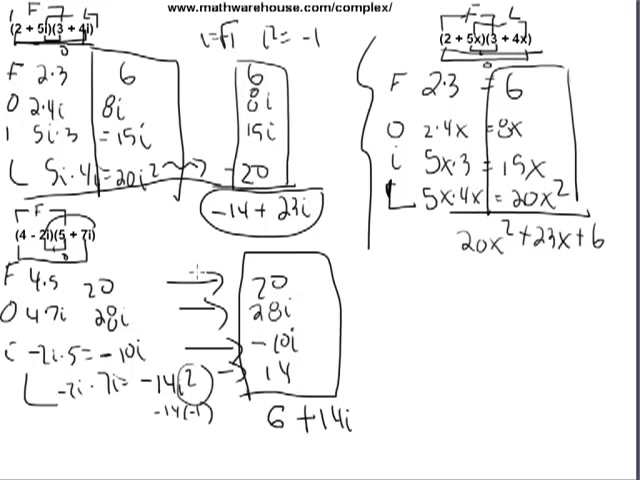 www.mathwarehouse.com/complex/
F L
(2 + 5i)(3 + 4i)
i=√-1 i² = -1
F 2·3 6 6
O 2·4i 8i 8i
I 5i·3 = 15i 15i
L 5i·4i = 20i² -20
-14 + 23i
F
(4 - 2i)(5 + 7i)
o
F 4·5 20 20
O 4·7i 28i 28i
i -2i·5 = -10i -10i
L -2i·7i = -14i² 14
-14(-1)
6 + 14i
F L
(2 + 5x)(3 + 4x)
F 2·3 = 6
O 2·4x = 8x
i 5x·3 = 15x
L 5x·4x = 20x²
20x² + 23x + 6